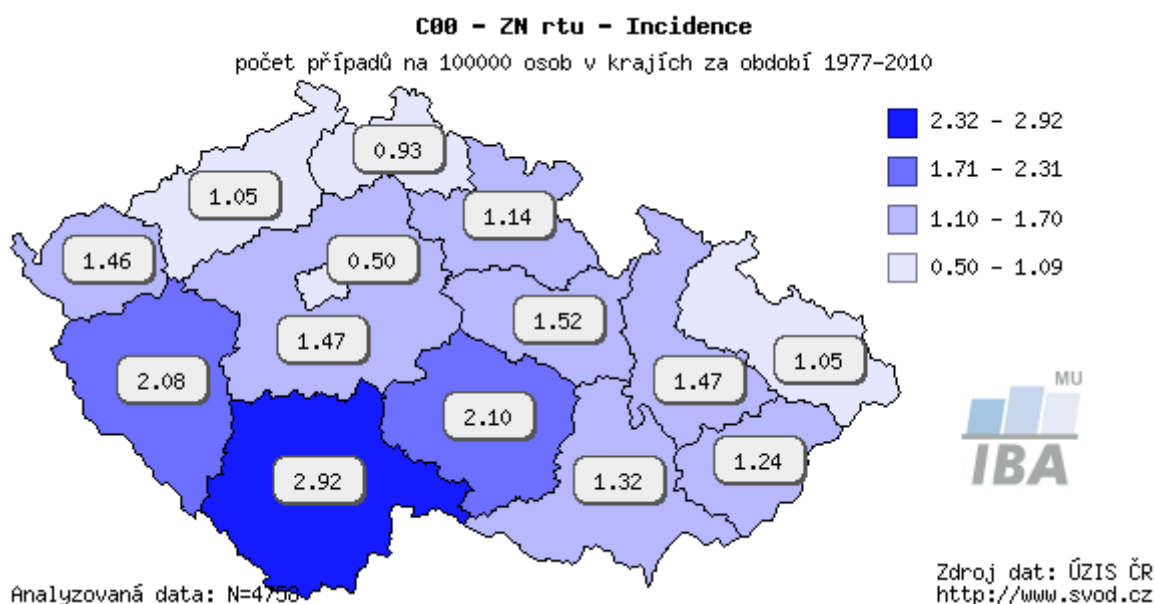 C00 - ZN rtu - Incidence
počet případů na 100000 osob v krajích za období 1977-2010
2.32 - 2.92
1.71 - 2.31
1.10 - 1.70
0.50 - 1.09
0.93
1.05
1.14
1.46
0.50
1.52
1.47
1.05
2.08
1.47
2.10
1.24
2.92
1.32
MU
IBA
Analyzovaná data:
Zdroj dat: ÚZIS ČR
http://www.svod.cz